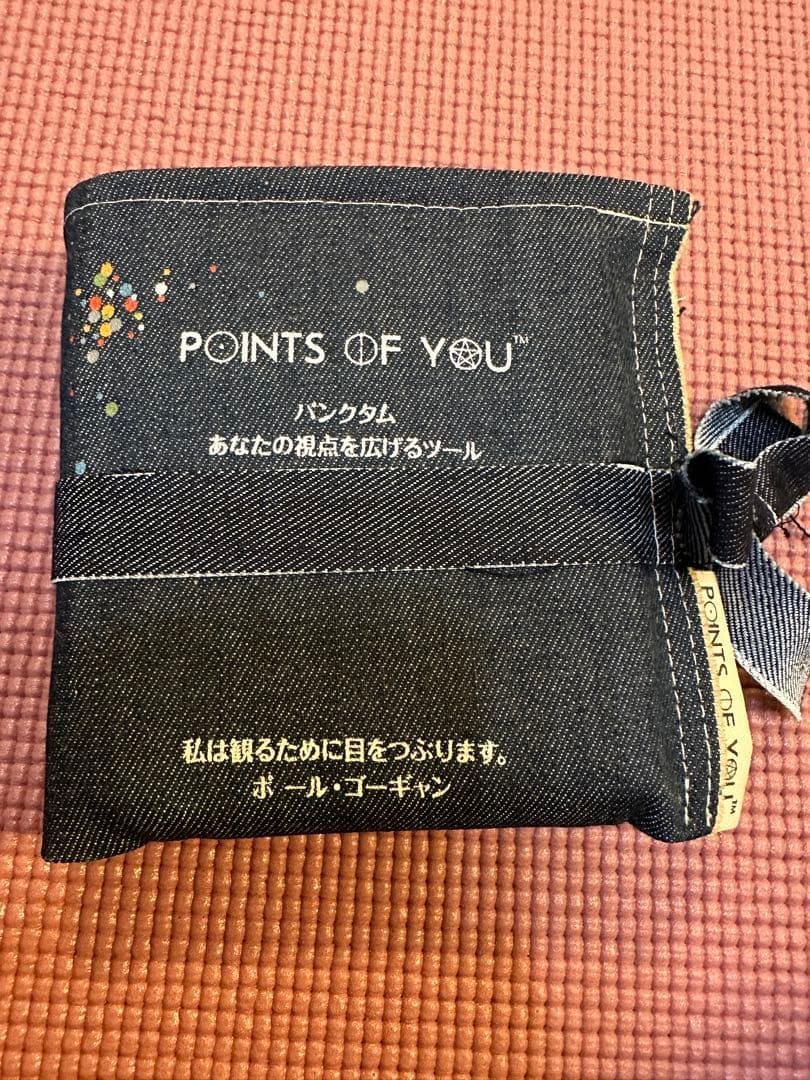 POINTS OF YOU™
パンクタム
あなたの視点を広げるツール
私は観るために目をつぶります。
ポール・ゴーギャン
POINTS OF YOU™